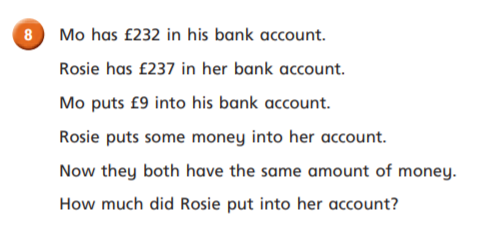 8 Mo has £232 in his bank account.
Rosie has £237 in her bank account.
Mo puts £9 into his bank account.
Rosie puts some money into her account.
Now they both have the same amount of money.
How much did Rosie put into her account?